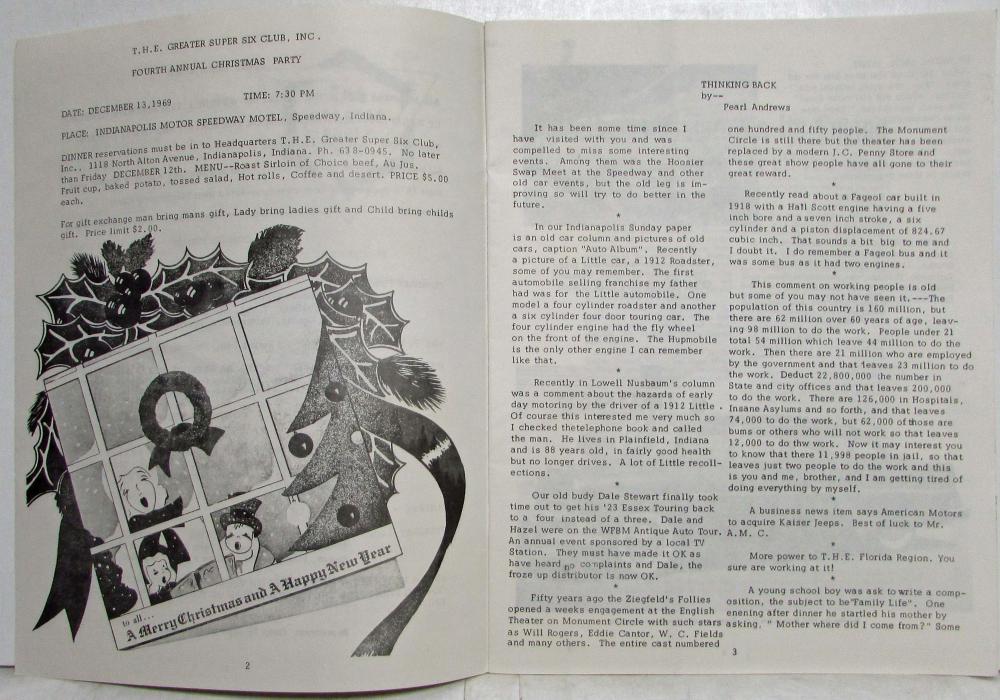 T.H.E. GREATER SUPER SIX CLUB, INC.
FOURTH ANNUAL CHRISTMAS PARTY
DATE: DECEMBER 13,1969 TIME: 7:30 PM
PLACE: INDIANAPOLIS MOTOR SPEEDWAY MOTEL, Speedway, Indiana.
DINNER reservations must be in to Headquarters T.H.E. Greater Super Six Club,
Inc., 1118 North Alton Avenue, Indianapolis, Indiana. Ph. 638-0945. No later
than Friday DECEMBER 12th. MENU--Roast Sirloin of Choice beef, Au Jus,
Fruit cup, baked potato, tossed salad, Hot rolls, Coffee and desert. PRICE $5.00
each.
For gift exchange man bring mans gift, Lady bring ladies gift and Child bring childs
gift. Price limit $2.00.
to all...
A Merry Christmas and A Happy New Year
2
THINKING BACK
by--
Pearl Andrews
It has been some time since I
have visited with you and was
compelled to miss some interesting
events. Among them was the Hoosier
Swap Meet at the Speedway and other
old car events, but the old leg is im-
proving so will try to do better in the
future.
*
In our Indianapolis Sunday paper
is an old car column and pictures of old
cars, caption "Auto Album". Recently
a picture of a Little car, a 1912 Roadster,
some of you may remember. The first
automobile selling franchise my father
had was for the Little automobile. One
model a four cylinder roadster and another
a six cylinder four door touring car. The
four cylinder engine had the fly wheel
on the front of the engine. The Hupmobile
is the only other engine I can remember
like that.
*
Recently in Lowell Nusbaum's column
was a comment about the hazards of early
day motoring by the driver of a 1912 Little.
Of course this interested me very much so
I checked thetelephone book and called
the man. He lives in Plainfield, Indiana
and is 88 years old, in fairly good health
but no longer drives. A lot of Little recoll-
ections.
*
Our old budy Dale Stewart finally took
time out to get his '23 Essex Touring back
to a four instead of a three. Dale and
Hazel were on the WFBM Antique Auto Tour.
An annual event sponsored by a local TV
Station. They must have made it OK as
have heard no complaints and Dale, the
froze up distributor is now OK.
*
Fifty years ago the Ziegfeld's Follies
opened a weeks engagement at the English
Theater on Monument Circle with such stars
as Will Rogers, Eddie Cantor, W. C. Fields
and many others. The entire cast numbered
one hundred and fifty people. The Monument
Circle is still there but the theater has been
replaced by a modern J.C. Penny Store and
these great show people have all gone to their
great reward.
*
Recently read about a Fageol car built in
1918 with a Hall Scott engine having a five
inch bore and a seven inch stroke, a six
cylinder and a piston displacement of 824.67
cubic inch. That sounds a bit big to me and
I doubt it. I do remember a Fageol bus and it
was some bus as it had two engines.
*
This comment on working people is old
but some of you may not have seen it.---The
population of this country is 160 million, but
there are 62 million over 60 years of age, leav-
ing 98 million to do the work. People under 21
total 54 million which leave 44 million to do the
work. Then there are 21 million who are employed
by the government and that leaves 23 million to do
the work. Deduct 22,800,000 the number in
State and city offices and that leaves 200,000
to do the work. There are 126,000 in Hospitals,
Insane Asylums and so forth, and that leaves
74,000 to do the work, but 62,000 of those are
bums or others who will not work so that leaves
12,000 to do thw work. Now it may interest you
to know that there 11,998 people in jail, so that
leaves just two people to do the work and this
is you and me, brother, and I am getting tired of
doing everything by myself.
*
A business news item says American Motors
to acquire Kaiser Jeeps. Best of luck to Mr.
A.M.C.
*
More power to T.H.E. Florida Region. You
sure are working at it!
*
A young school boy was ask to write a comp-
osition, the subject to be"Family Life". One
enening after dinner he startled his mother by
asking, " Mother where did I come from?" Some
3